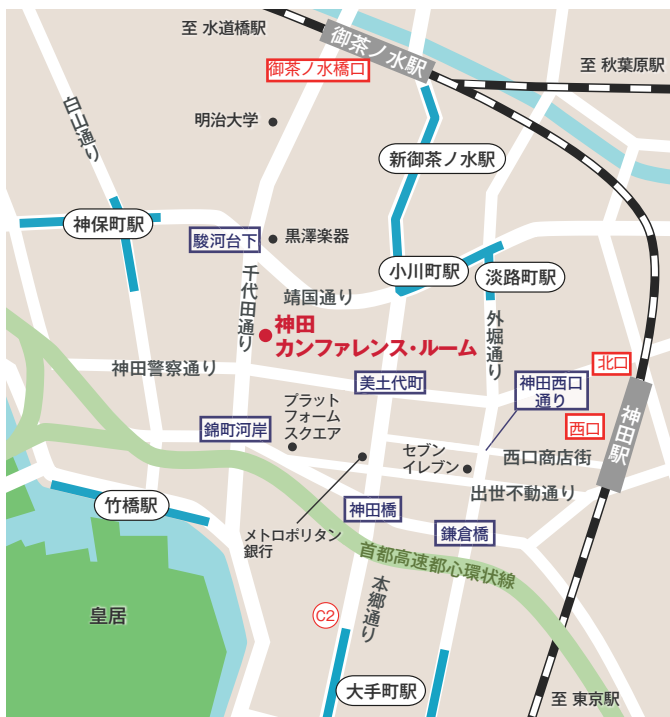 至 水道橋駅
御茶ノ水駅
至 秋葉原駅
御茶ノ水橋口
白山通り
明治大学
新御茶ノ水駅
神保町駅
駿河台下
黒澤楽器
小川町駅
淡路町駅
千代田通り
靖国通り
外堀通り
神田
カンファレンス・ルーム
神田警察通り
美土代町
神田西口
通り
北口
西口
神田駅
プラット
フォーム
スクエア
錦町河岸
セブン
イレブン
西口商店街
出世不動通り
竹橋駅
神田橋
メトロポリタン
銀行
鎌倉橋
首都高速都心環状線
皇居
C2
本郷通り
大手町駅
至 東京駅